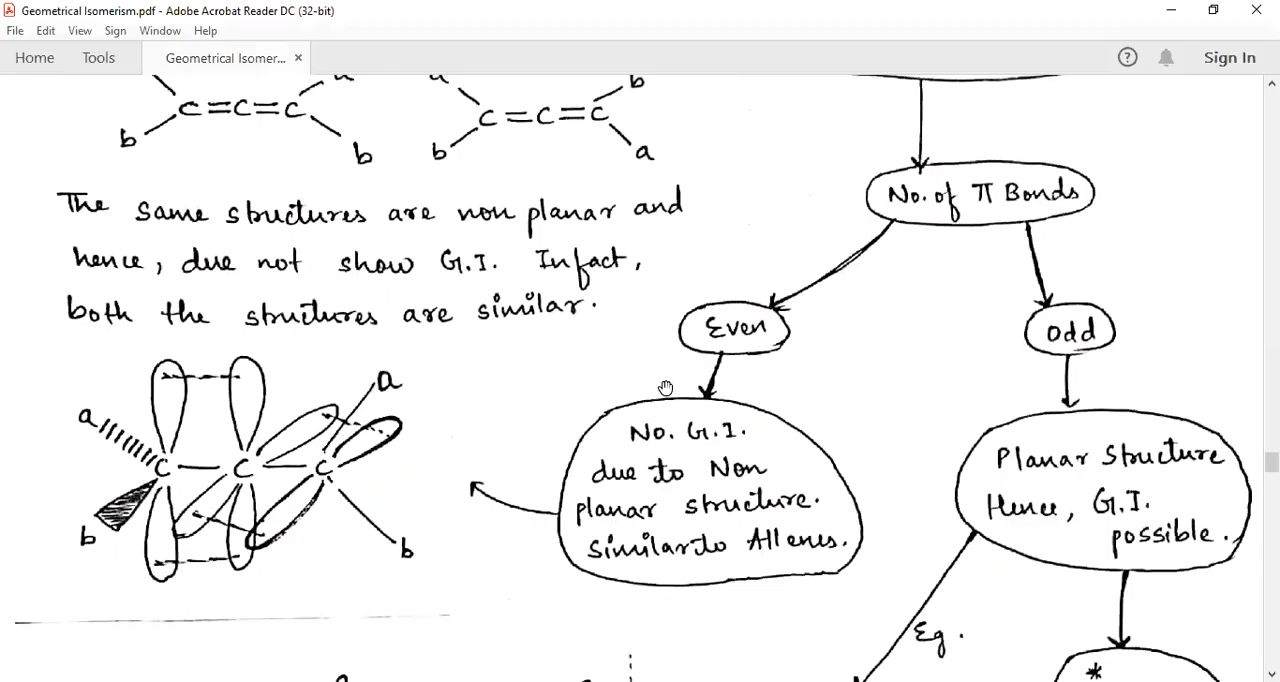 Geometrical Isomerism.pdf - Adobe Acrobat Reader DC (32-bit)
File Edit View Sign Window Help
Home Tools Geometrical Isomer... × Sign In
C=C=C
b b
b
C=C=C
b a
The same structures are non planar and
hence, due not show G.I. Infact,
both the structures are similar.
a a
C C C
b b
No. of π Bonds
Even
Odd
No. G.I.
due to Non
planar structure.
Similar to Allenes.
Planar Structure
Hence, G.I.
possible.
Eg.
*